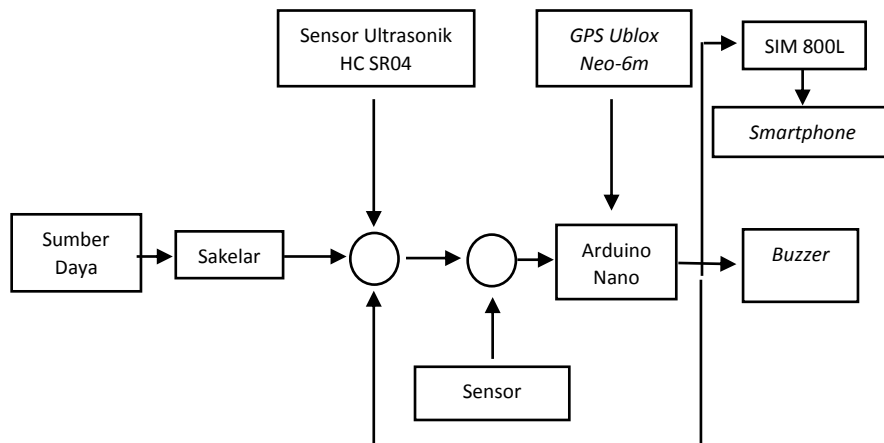 Sensor Ultrasonik
HC SR04
GPS Ublox
Neo-6m
SIM 800L
Smartphone
Sumber
Daya
Sakelar
Arduino
Nano
Buzzer
Sensor